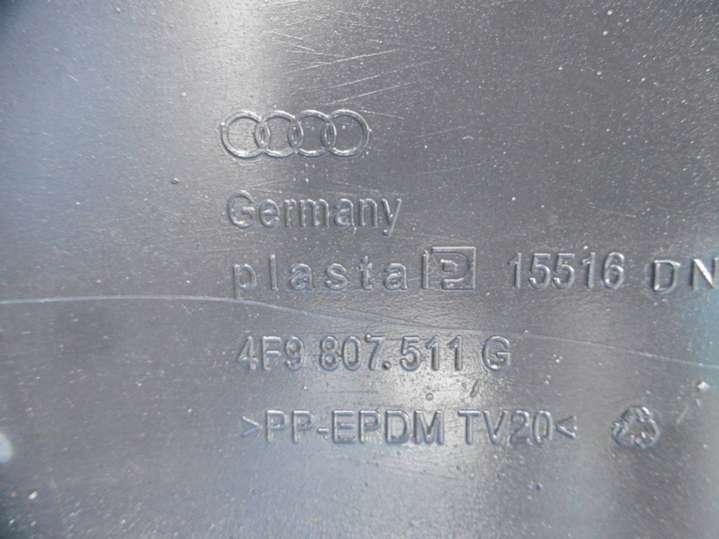 Germany
plastal P 15516 DN
4F9 807.511 G
>PP-EPDM TV20<